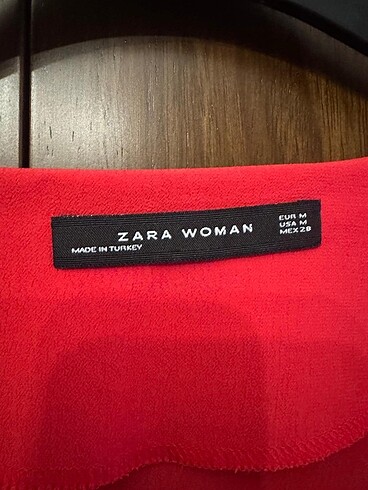 ZARA WOMAN
MADE IN TURKEY
EUR M
USA M
MEX 28